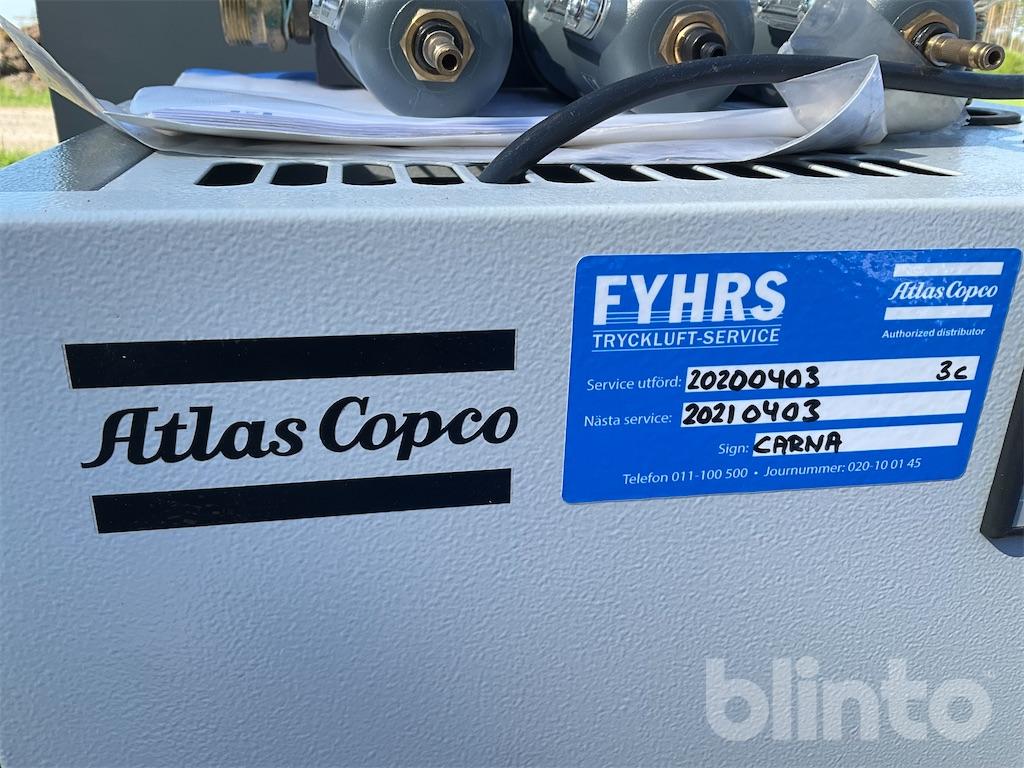 Atlas Copco
FYHRS
TRYCKLUFT-SERVICE
Atlas Copco
Authorized distributor
Service utförd: 20200403 3c
Nästa service: 20210403
Sign: CARNA
Telefon 011-100 500 • Journummer: 020-10 01 45
blinto